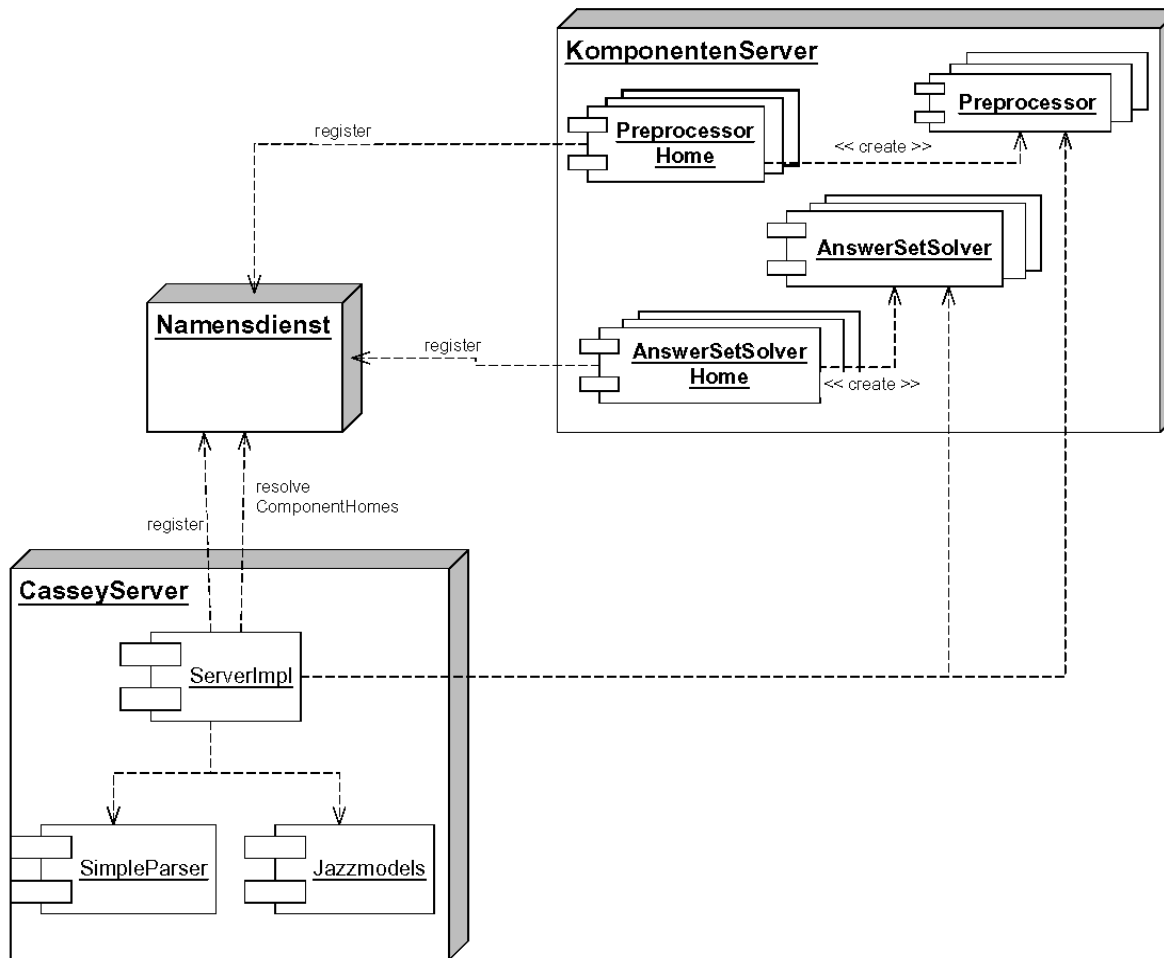 KomponentenServer
Preprocessor
register
Preprocessor
Home
<< create >>
AnswerSetSolver
Namensdienst
register
AnswerSetSolver
Home
<< create >>
resolve
ComponentHomes
register
CasseyServer
ServerImpl
SimpleParser
Jazzmodels